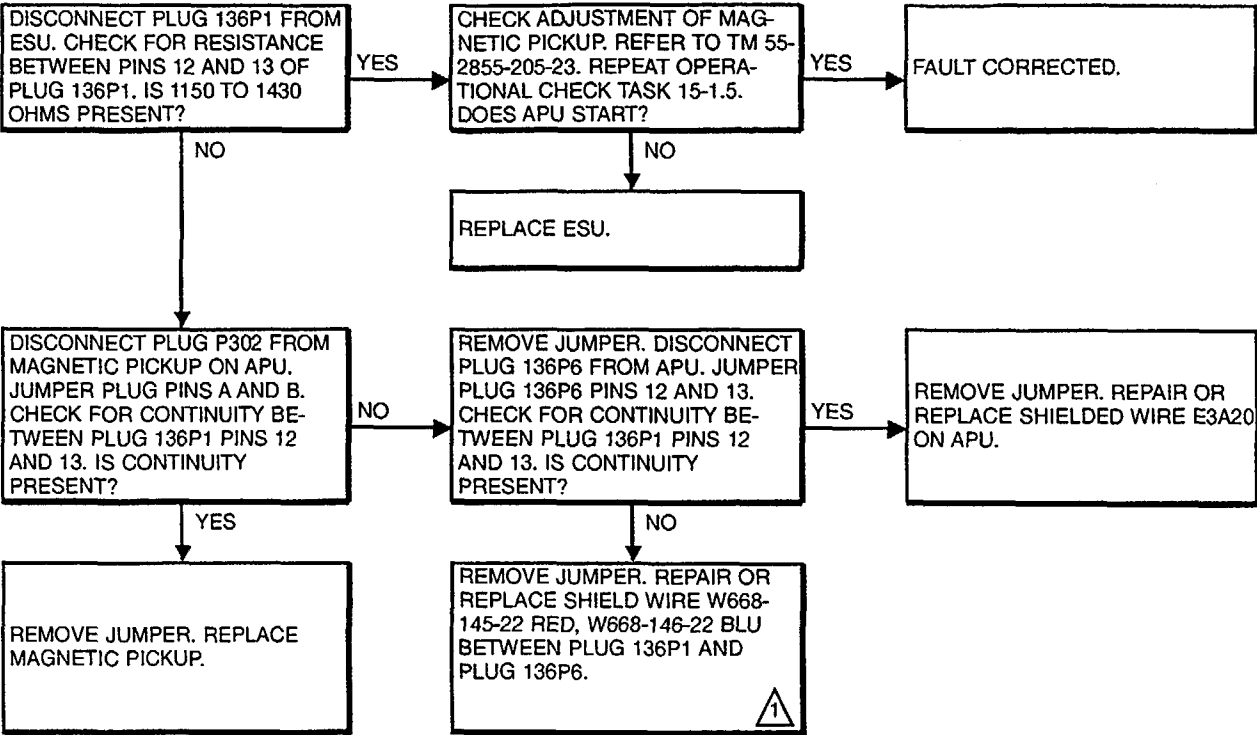 DISCONNECT PLUG 136P1 FROM
ESU. CHECK FOR RESISTANCE
BETWEEN PINS 12 AND 13 OF
PLUG 136P1. IS 1150 TO 1430
OHMS PRESENT?
YES
CHECK ADJUSTMENT OF MAG-
NETIC PICKUP. REFER TO TM 55-
2855-205-23. REPEAT OPERA-
TIONAL CHECK TASK 15-1.5.
DOES APU START?
YES
FAULT CORRECTED.
NO
NO
REPLACE ESU.
DISCONNECT PLUG P302 FROM
MAGNETIC PICKUP ON APU.
JUMPER PLUG PINS A AND B.
CHECK FOR CONTINUITY BE-
TWEEN PLUG 136P1 PINS 12
AND 13. IS CONTINUITY
PRESENT?
NO
REMOVE JUMPER. DISCONNECT
PLUG 136P6 FROM APU. JUMPER
PLUG 136P6 PINS 12 AND 13.
CHECK FOR CONTINUITY BE-
TWEEN PLUG 136P1 PINS 12
AND 13. IS CONTINUITY
PRESENT?
YES
REMOVE JUMPER. REPAIR OR
REPLACE SHIELDED WIRE E3A20
ON APU.
YES
NO
REMOVE JUMPER. REPLACE
MAGNETIC PICKUP.
REMOVE JUMPER. REPAIR OR
REPLACE SHIELD WIRE W668-
145-22 RED, W668-146-22 BLU
BETWEEN PLUG 136P1 AND
PLUG 136P6.
1